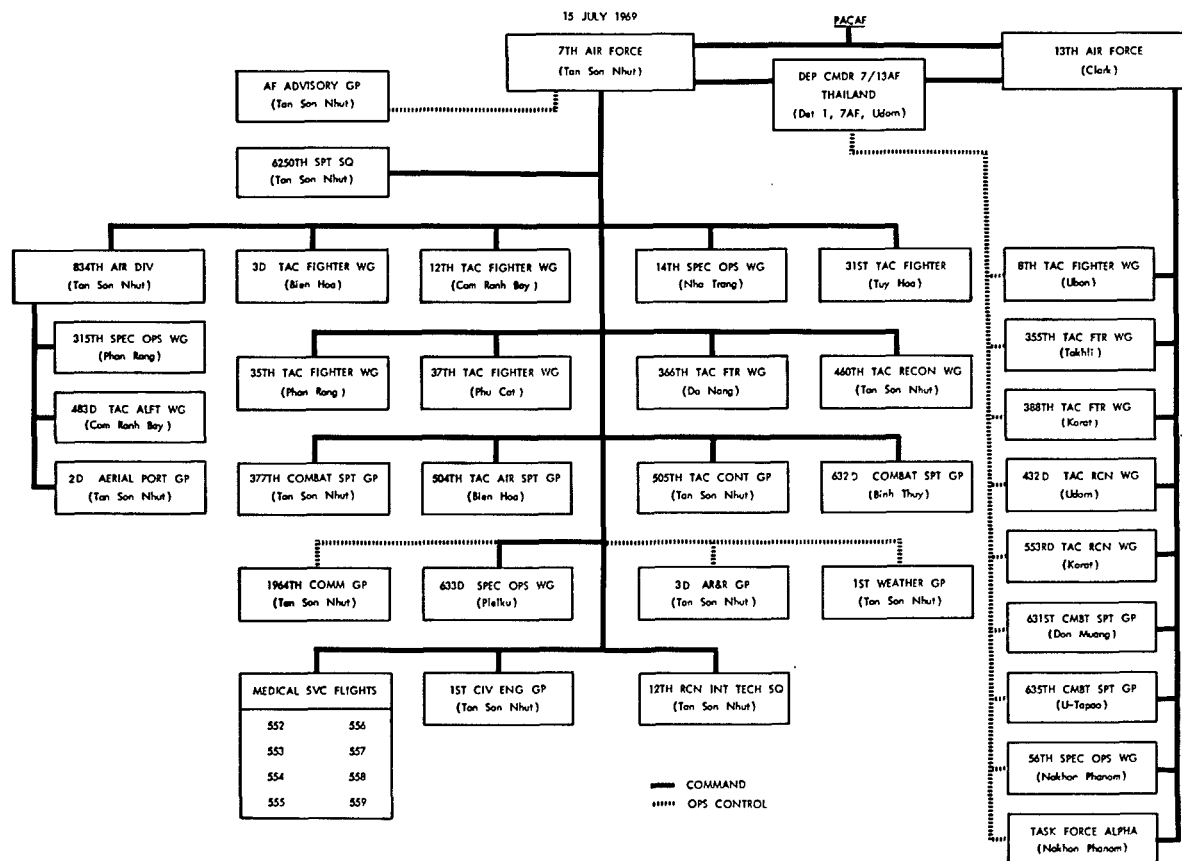 15 JULY 1969
PACAF
7TH AIR FORCE
(Tan Son Nhut)
13TH AIR FORCE
(Clark)
DEP CMDR 7/13AF
THAILAND
(Det 1, 7AF, Udorn)
AF ADVISORY GP
(Tan Son Nhut)
6250TH SPT SQ
(Tan Son Nhut)
834TH AIR DIV
(Tan Son Nhut)
3D TAC FIGHTER WG
(Bien Hoa)
12TH TAC FIGHTER WG
(Cam Ranh Bay)
14TH SPEC OPS WG
(Nha Trang)
31ST TAC FIGHTER
(Tuy Hoa)
315TH SPEC OPS WG
(Phan Rang)
483D TAC ALFT WG
(Cam Ranh Bay)
2D AERIAL PORT GP
(Tan Son Nhut)
35TH TAC FIGHTER WG
(Phan Rang)
37TH TAC FIGHTER WG
(Phu Cat)
366TH TAC FTR WG
(Da Nang)
460TH TAC RECON WG
(Tan Son Nhut)
377TH COMBAT SPT GP
(Tan Son Nhut)
504TH TAC AIR SPT GP
(Bien Hoa)
505TH TAC CONT GP
(Tan Son Nhut)
632D COMBAT SPT GP
(Binh Thuy)
1964TH COMM GP
(Tan Son Nhut)
633D SPEC OPS WG
(Pleiku)
3D AR&R GP
(Tan Son Nhut)
1ST WEATHER GP
(Tan Son Nhut)
MEDICAL SVC FLIGHTS
552 556
553 557
554 558
555 559
1ST CIV ENG GP
(Tan Son Nhut)
12TH RCN INT TECH SQ
(Tan Son Nhut)
8TH TAC FIGHTER WG
(Ubon)
355TH TAC FTR WG
(Takhli)
388TH TAC FTR WG
(Korat)
432D TAC RCN WG
(Udorn)
553RD TAC RCN WG
(Korat)
631ST CMBT SPT GP
(Don Muang)
635TH CMBT SPT GP
(U-Tapao)
56TH SPEC OPS WG
(Nakhon Phanom)
TASK FORCE ALPHA
(Nakhon Phanom)
COMMAND
OPS CONTROL